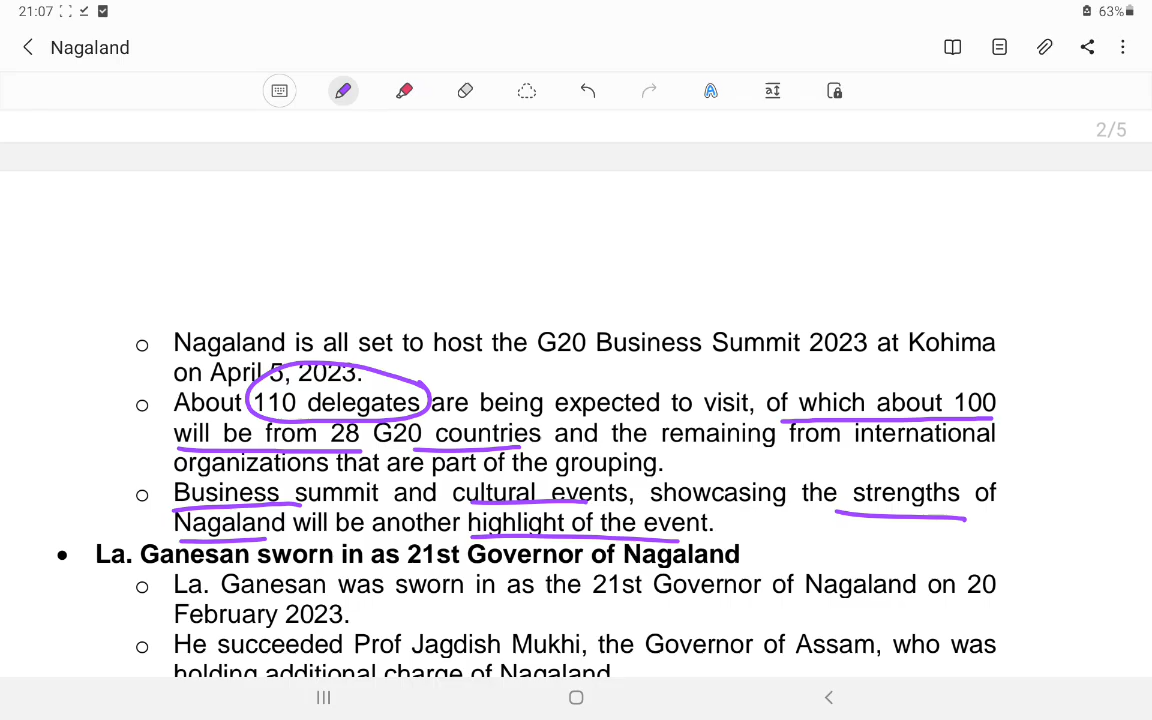 21:07
63%
Nagaland
2/5
○ Nagaland is all set to host the G20 Business Summit 2023 at Kohima
on April 5, 2023.
○ About 110 delegates are being expected to visit, of which about 100
will be from 28 G20 countries and the remaining from international
organizations that are part of the grouping.
○ Business summit and cultural events, showcasing the strengths of
Nagaland will be another highlight of the event.
• La. Ganesan sworn in as 21st Governor of Nagaland
○ La. Ganesan was sworn in as the 21st Governor of Nagaland on 20
February 2023.
○ He succeeded Prof Jagdish Mukhi, the Governor of Assam, who was
holding additional charge of Nagaland.